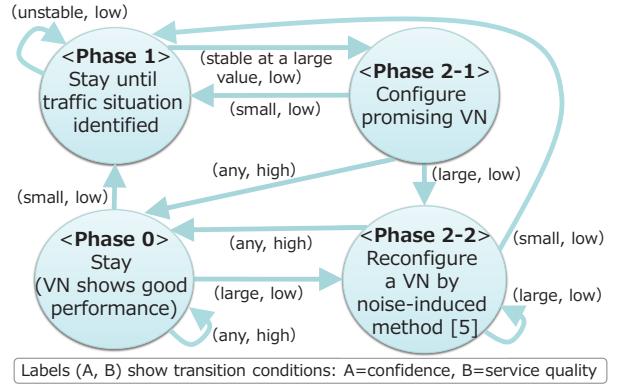 (unstable, low)
<Phase 1>
Stay until
traffic situation
identified
(stable at a large
value, low)
(small, low)
<Phase 2-1>
Configure
promising VN
(any, high)
(large, low)
(small, low)
<Phase 0>
Stay
(VN shows good
performance)
(any, high)
(large, low)
(any, high)
<Phase 2-2>
Reconfigure
a VN by
noise-induced
method [5]
(small, low)
(large, low)
Labels (A, B) show transition conditions: A=confidence, B=service quality